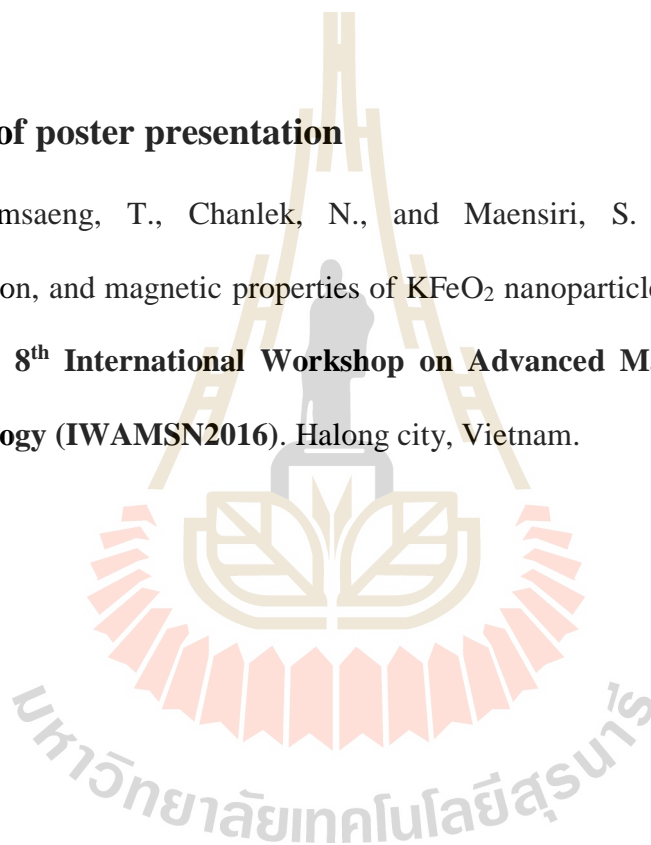 of poster presentation
msaeng, T., Chanlek, N., and Maensiri, S.
on, and magnetic properties of KFeO₂ nanoparticle
8ᵗʰ International Workshop on Advanced Ma
ogy (IWAMSN2016). Halong city, Vietnam.
มหาวิทยาลัยเทคโนโลยีสุรนารี